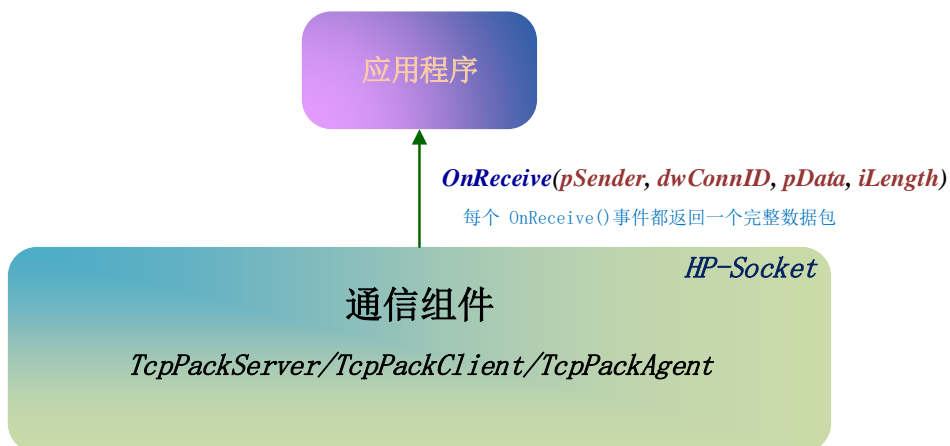 应用程序
OnReceive(pSender, dwConnID, pData, iLength)
每个 OnReceive()事件都返回一个完整数据包
HP-Socket
通信组件
TcpPackServer/TcpPackClient/TcpPackAgent